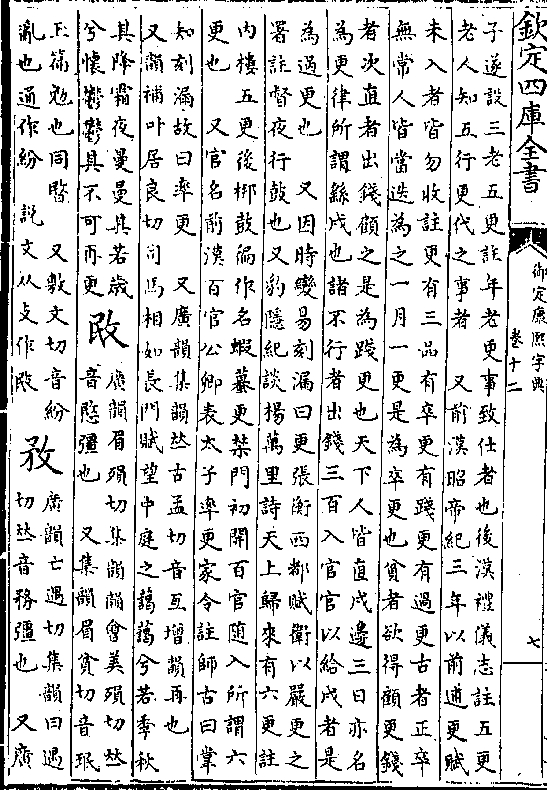 欽定四庫全書
御定康熙字典
卷十二
七
子遂設三老五更註年老更事致仕者也後漢禮儀志註五更
老人知五行更代之事者　又前漢昭帝紀三年以前逋更賦
未入者皆勿收註更有三品有卒更有踐更有過更古者正卒
無常人皆當迭為之一月一更是為卒更也貧者欲得顧更錢
者次直者出錢顧之是為踐更也天下人皆直戍邊三日亦名
為更律所謂繇戍也諸不行者出錢三百入官官以給戍者是
為過更也　又因時變易刻漏曰更張衡西都賦衛以嚴更之
署註督夜行鼓也又豹隱紀談楊萬里詩天上歸來有六更註
内樓五更後梆鼓徧作名蝦蟇更禁門初開百官隨入所謂六
更也　又官名前漢百官公卿表太子率更家令註師古曰掌
知刻漏故曰率更　又廣韻集韻𠀤古孟切音亙增韻再也
又韻補叶居良切司馬相如長門賦望中庭之藹藹兮若季秋
其降霜夜曼曼其若歲
兮懷鬱鬱其不可再更
敃
廣韻眉殞切集韻韻會美殞切𠀤
音愍彊也　又集韻眉貧切音珉
玉篇勉也同暋　又敷文切音紛
亂也通作紛　說文从攴作敃
敄
廣韻亡遇切集韻曰遇
切𠀤音務彊也　又廣